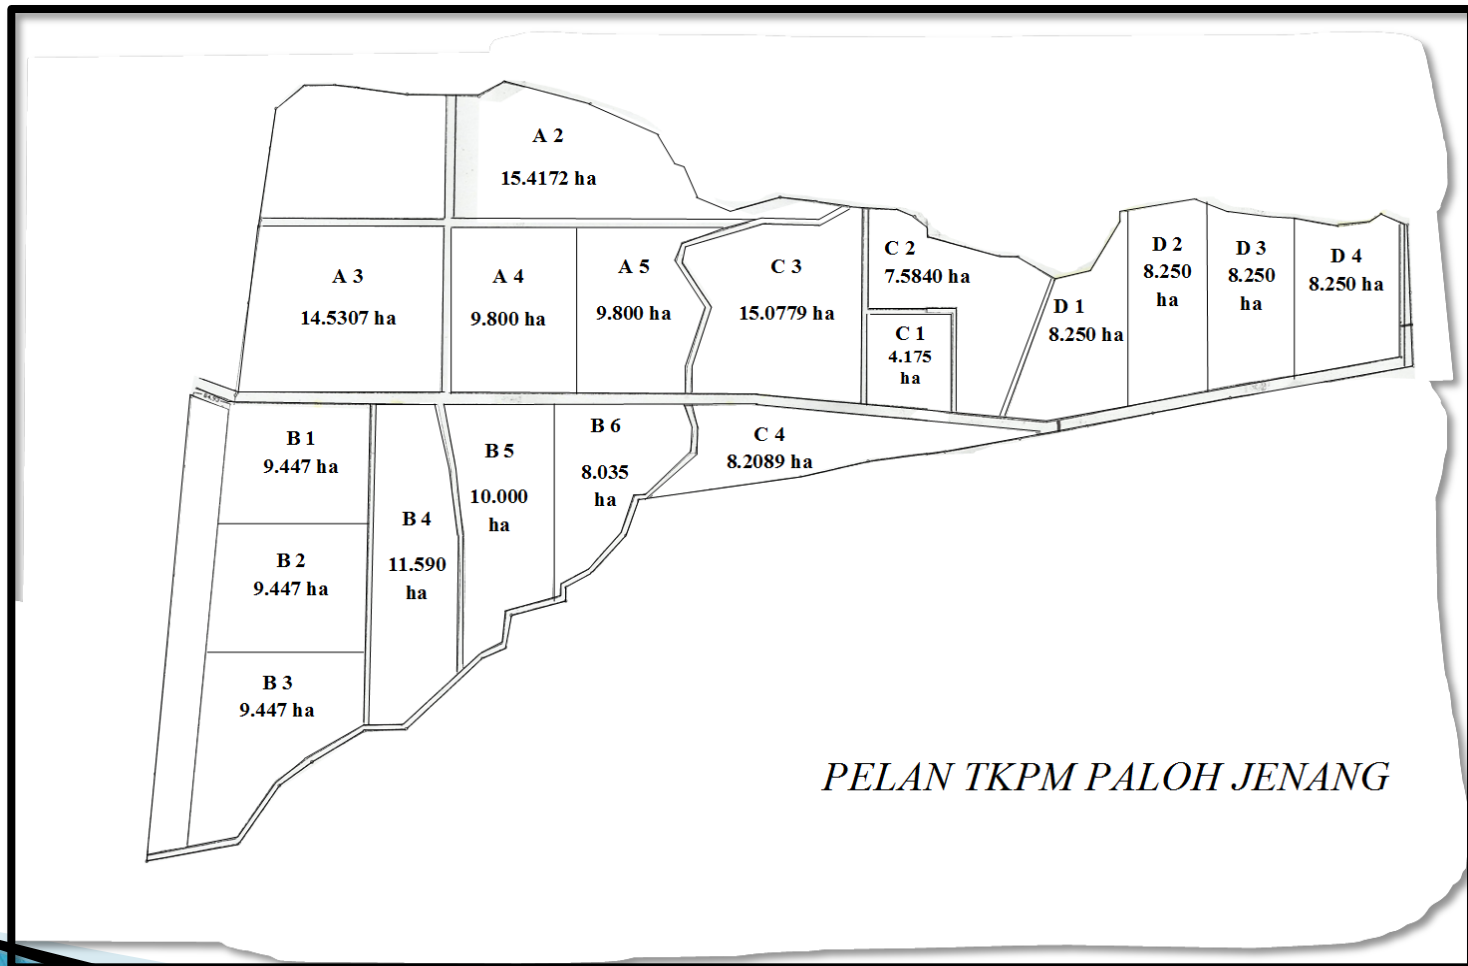 A 2
15.4172 ha
A 3
14.5307 ha
A 4
9.800 ha
A 5
9.800 ha
C 3
15.0779 ha
C 2
7.5840 ha
C 1
4.175
ha
D 1
8.250 ha
D 2
8.250
ha
D 3
8.250
ha
D 4
8.250 ha
B 1
9.447 ha
B 2
9.447 ha
B 3
9.447 ha
B 4
11.590
ha
B 5
10.000
ha
B 6
8.035
ha
C 4
8.2089 ha
PELAN TKPM PALOH JENANG